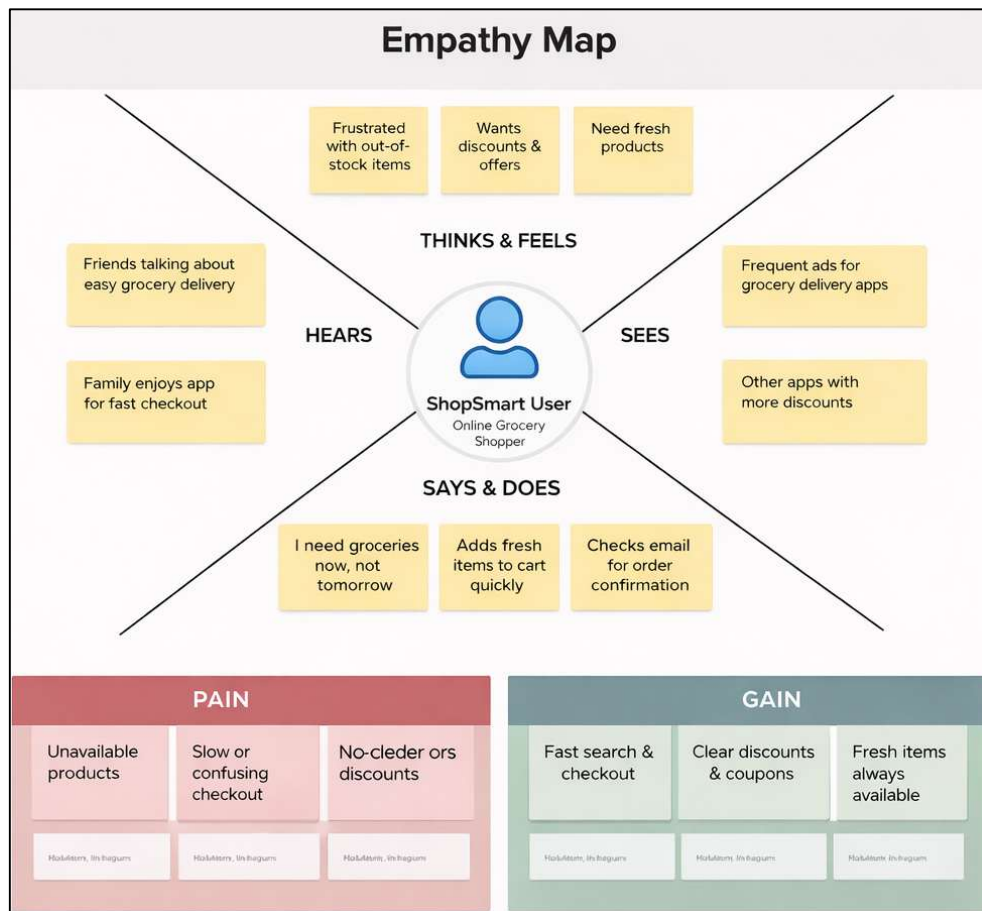 Empathy Map
Frustrated
with out-of-
stock items
Wants
discounts &
offers
Need fresh
products
THINKS & FEELS
Friends talking about
easy grocery delivery
Frequent ads for
grocery delivery apps
HEARS
SEES
Family enjoys app
for fast checkout
Other apps with
more discounts
ShopSmart User
Online Grocery
Shopper
SAYS & DOES
I need groceries
now, not
tomorrow
Adds fresh
items to cart
quickly
Checks email
for order
confirmation
PAIN
Unavailable
products
Slow or
confusing
checkout
No-cleder ors
discounts
GAIN
Fast search &
checkout
Clear discounts
& coupons
Fresh items
always
available